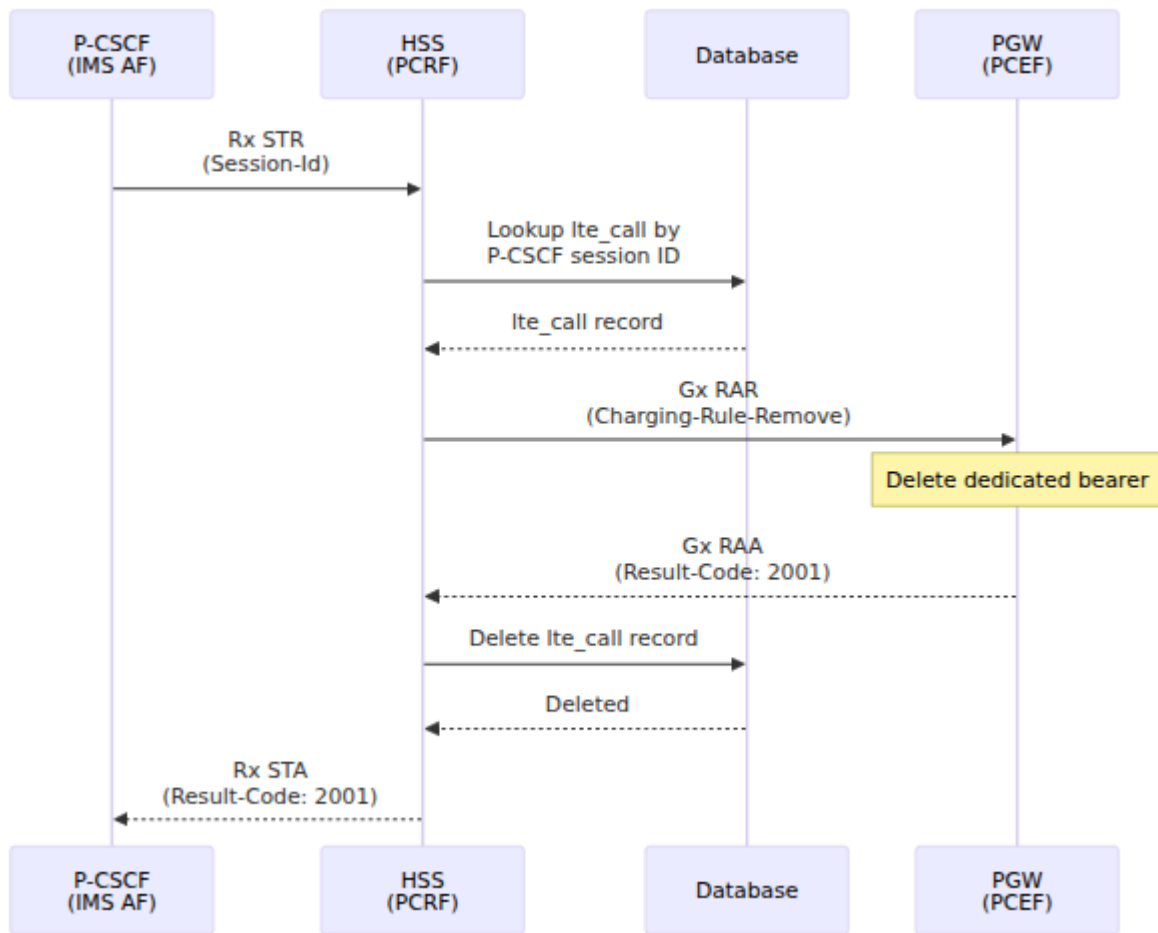 P-CSCF
(IMS AF)
HSS
(PCRF)
Database
PGW
(PCEF)
Rx STR
(Session-Id)
Lookup lte_call by
P-CSCF session ID
lte_call record
Gx RAR
(Charging-Rule-Remove)
Delete dedicated bearer
Gx RAA
(Result-Code: 2001)
Delete lte_call record
Deleted
Rx STA
(Result-Code: 2001)
P-CSCF
(IMS AF)
HSS
(PCRF)
Database
PGW
(PCEF)